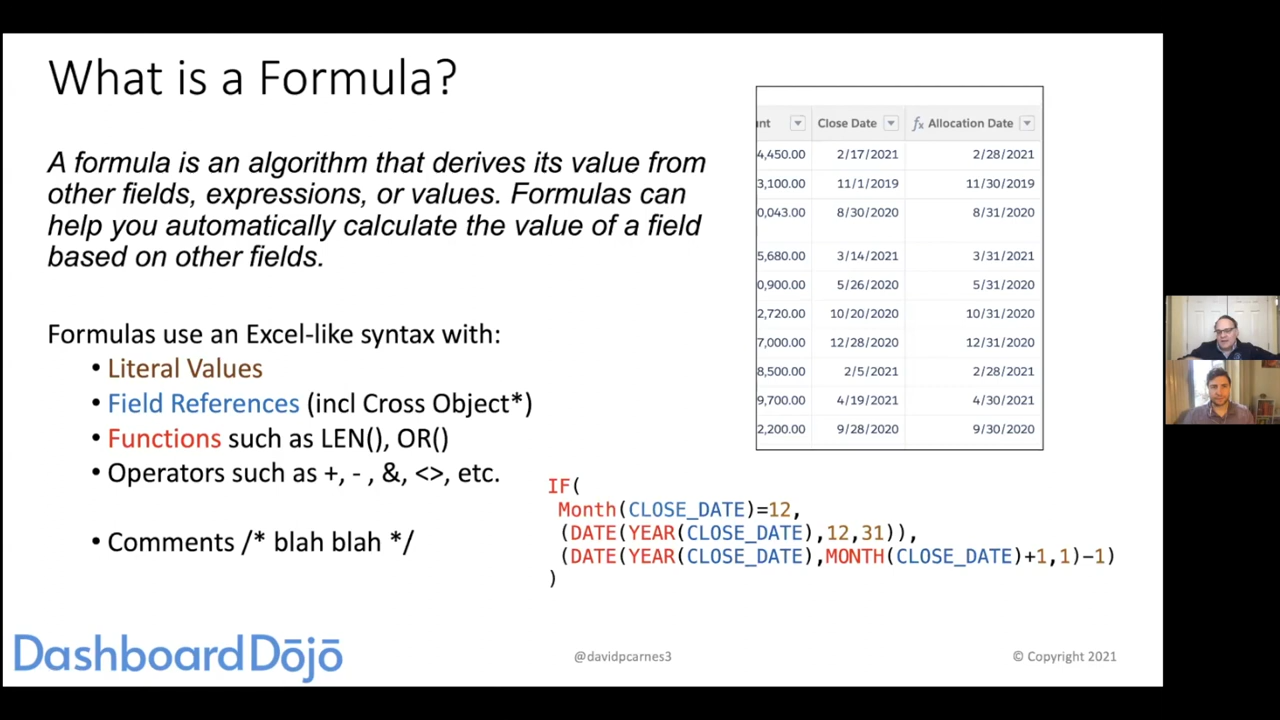 What is a Formula?
A formula is an algorithm that derives its value from
other fields, expressions, or values. Formulas can
help you automatically calculate the value of a field
based on other fields.
Formulas use an Excel-like syntax with:
• Literal Values
• Field References (incl Cross Object*)
• Functions such as LEN(), OR()
• Operators such as +, - , &, <>, etc.
• Comments /* blah blah */
unt Close Date fx Allocation Date
4,450.00 2/17/2021 2/28/2021
3,100.00 11/1/2019 11/30/2019
0,043.00 8/30/2020 8/31/2020
5,680.00 3/14/2021 3/31/2021
0,900.00 5/26/2020 5/31/2020
2,720.00 10/20/2020 10/31/2020
7,000.00 12/28/2020 12/31/2020
8,500.00 2/5/2021 2/28/2021
9,700.00 4/19/2021 4/30/2021
2,200.00 9/28/2020 9/30/2020
IF(
Month(CLOSE_DATE)=12,
(DATE(YEAR(CLOSE_DATE),12,31)),
(DATE(YEAR(CLOSE_DATE),MONTH(CLOSE_DATE)+1,1)-1)
)
DashboardDōjō
@davidpcarnes3
© Copyright 2021